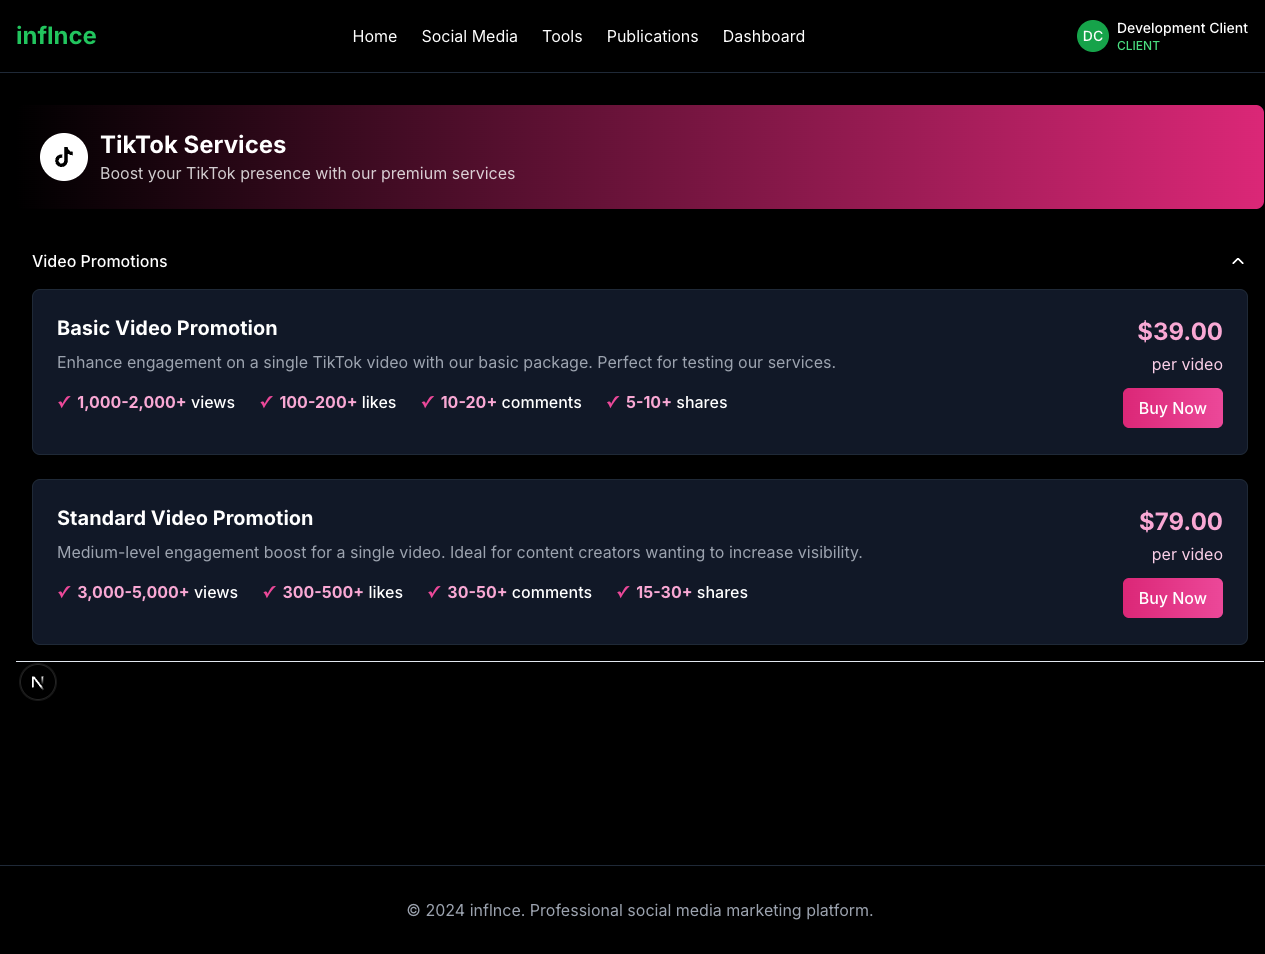 inflnce
Home Social Media Tools Publications Dashboard
DC Development Client
CLIENT
TikTok Services
Boost your TikTok presence with our premium services
Video Promotions
Basic Video Promotion
$39.00
Enhance engagement on a single TikTok video with our basic package. Perfect for testing our services.
per video
✓ 1,000-2,000+ views ✓ 100-200+ likes ✓ 10-20+ comments ✓ 5-10+ shares
Buy Now
Standard Video Promotion
$79.00
Medium-level engagement boost for a single video. Ideal for content creators wanting to increase visibility.
per video
✓ 3,000-5,000+ views ✓ 300-500+ likes ✓ 30-50+ comments ✓ 15-30+ shares
Buy Now
N
© 2024 inflnce. Professional social media marketing platform.